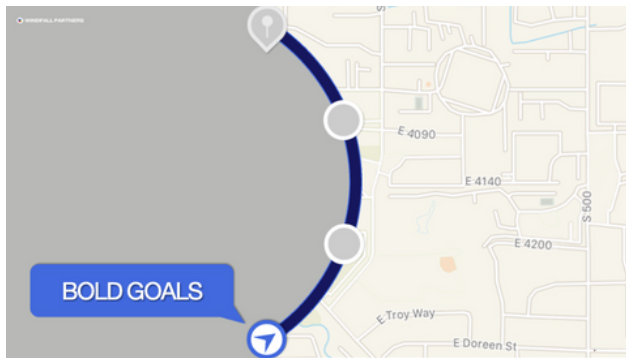 WINDFALL PARTNERS
E 4090
E 4140
S 500
E 4200
BOLD GOALS
E Troy Way
E Doreen St